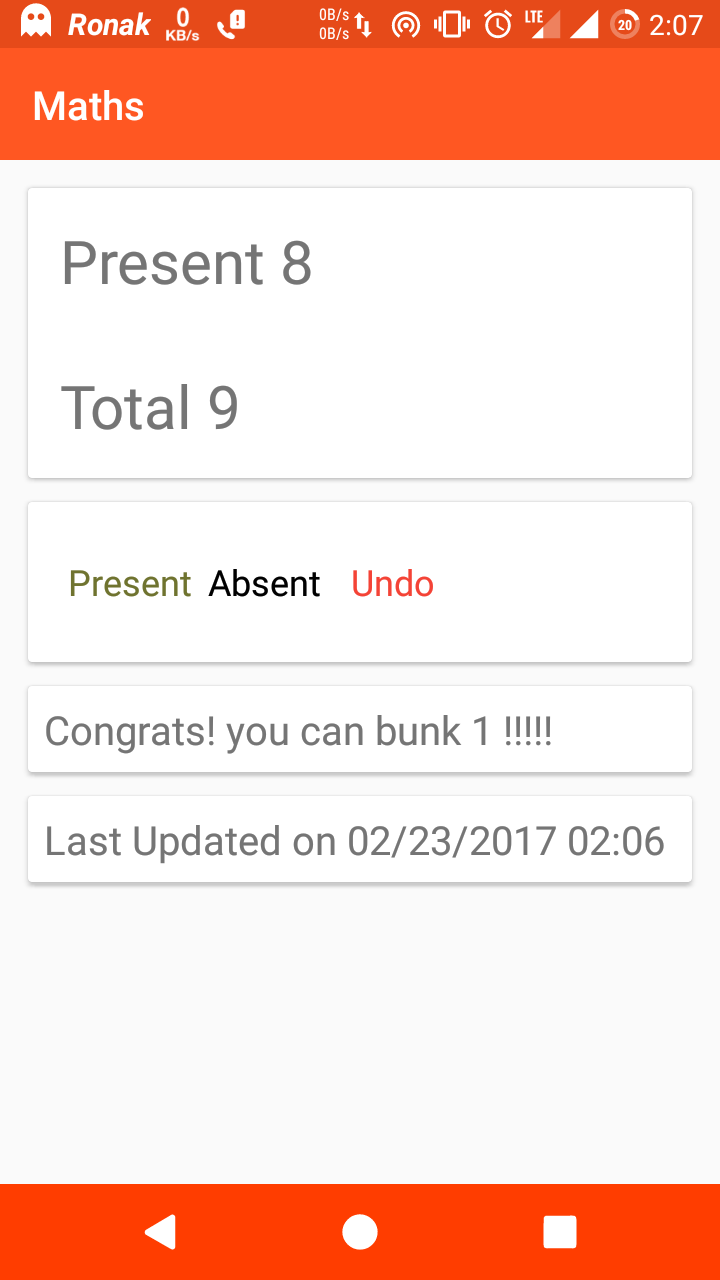 Ronak 0 KB/s 0B/s 0B/s LTE 20 2:07
Maths
Present 8
Total 9
Present Absent Undo
Congrats! you can bunk 1 !!!!!
Last Updated on 02/23/2017 02:06